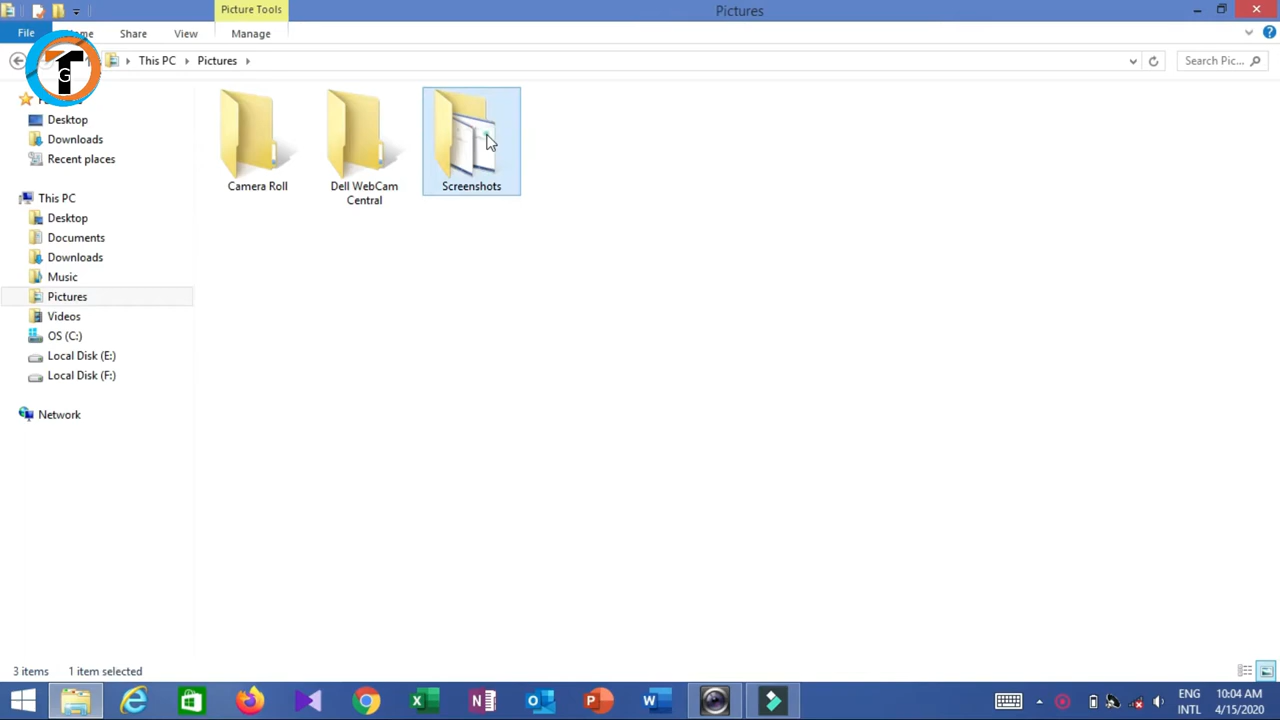 Picture Tools
Pictures
File
Home
Share
View
Manage
This PC
Pictures
Search Pic...
TG
Desktop
Downloads
Recent places
This PC
Desktop
Documents
Downloads
Music
Pictures
Videos
OS (C:)
Local Disk (E:)
Local Disk (F:)
Network
Camera Roll
Dell WebCam
Central
Screenshots
3 items
1 item selected
ENG
INTL
10:04 AM
4/15/2020